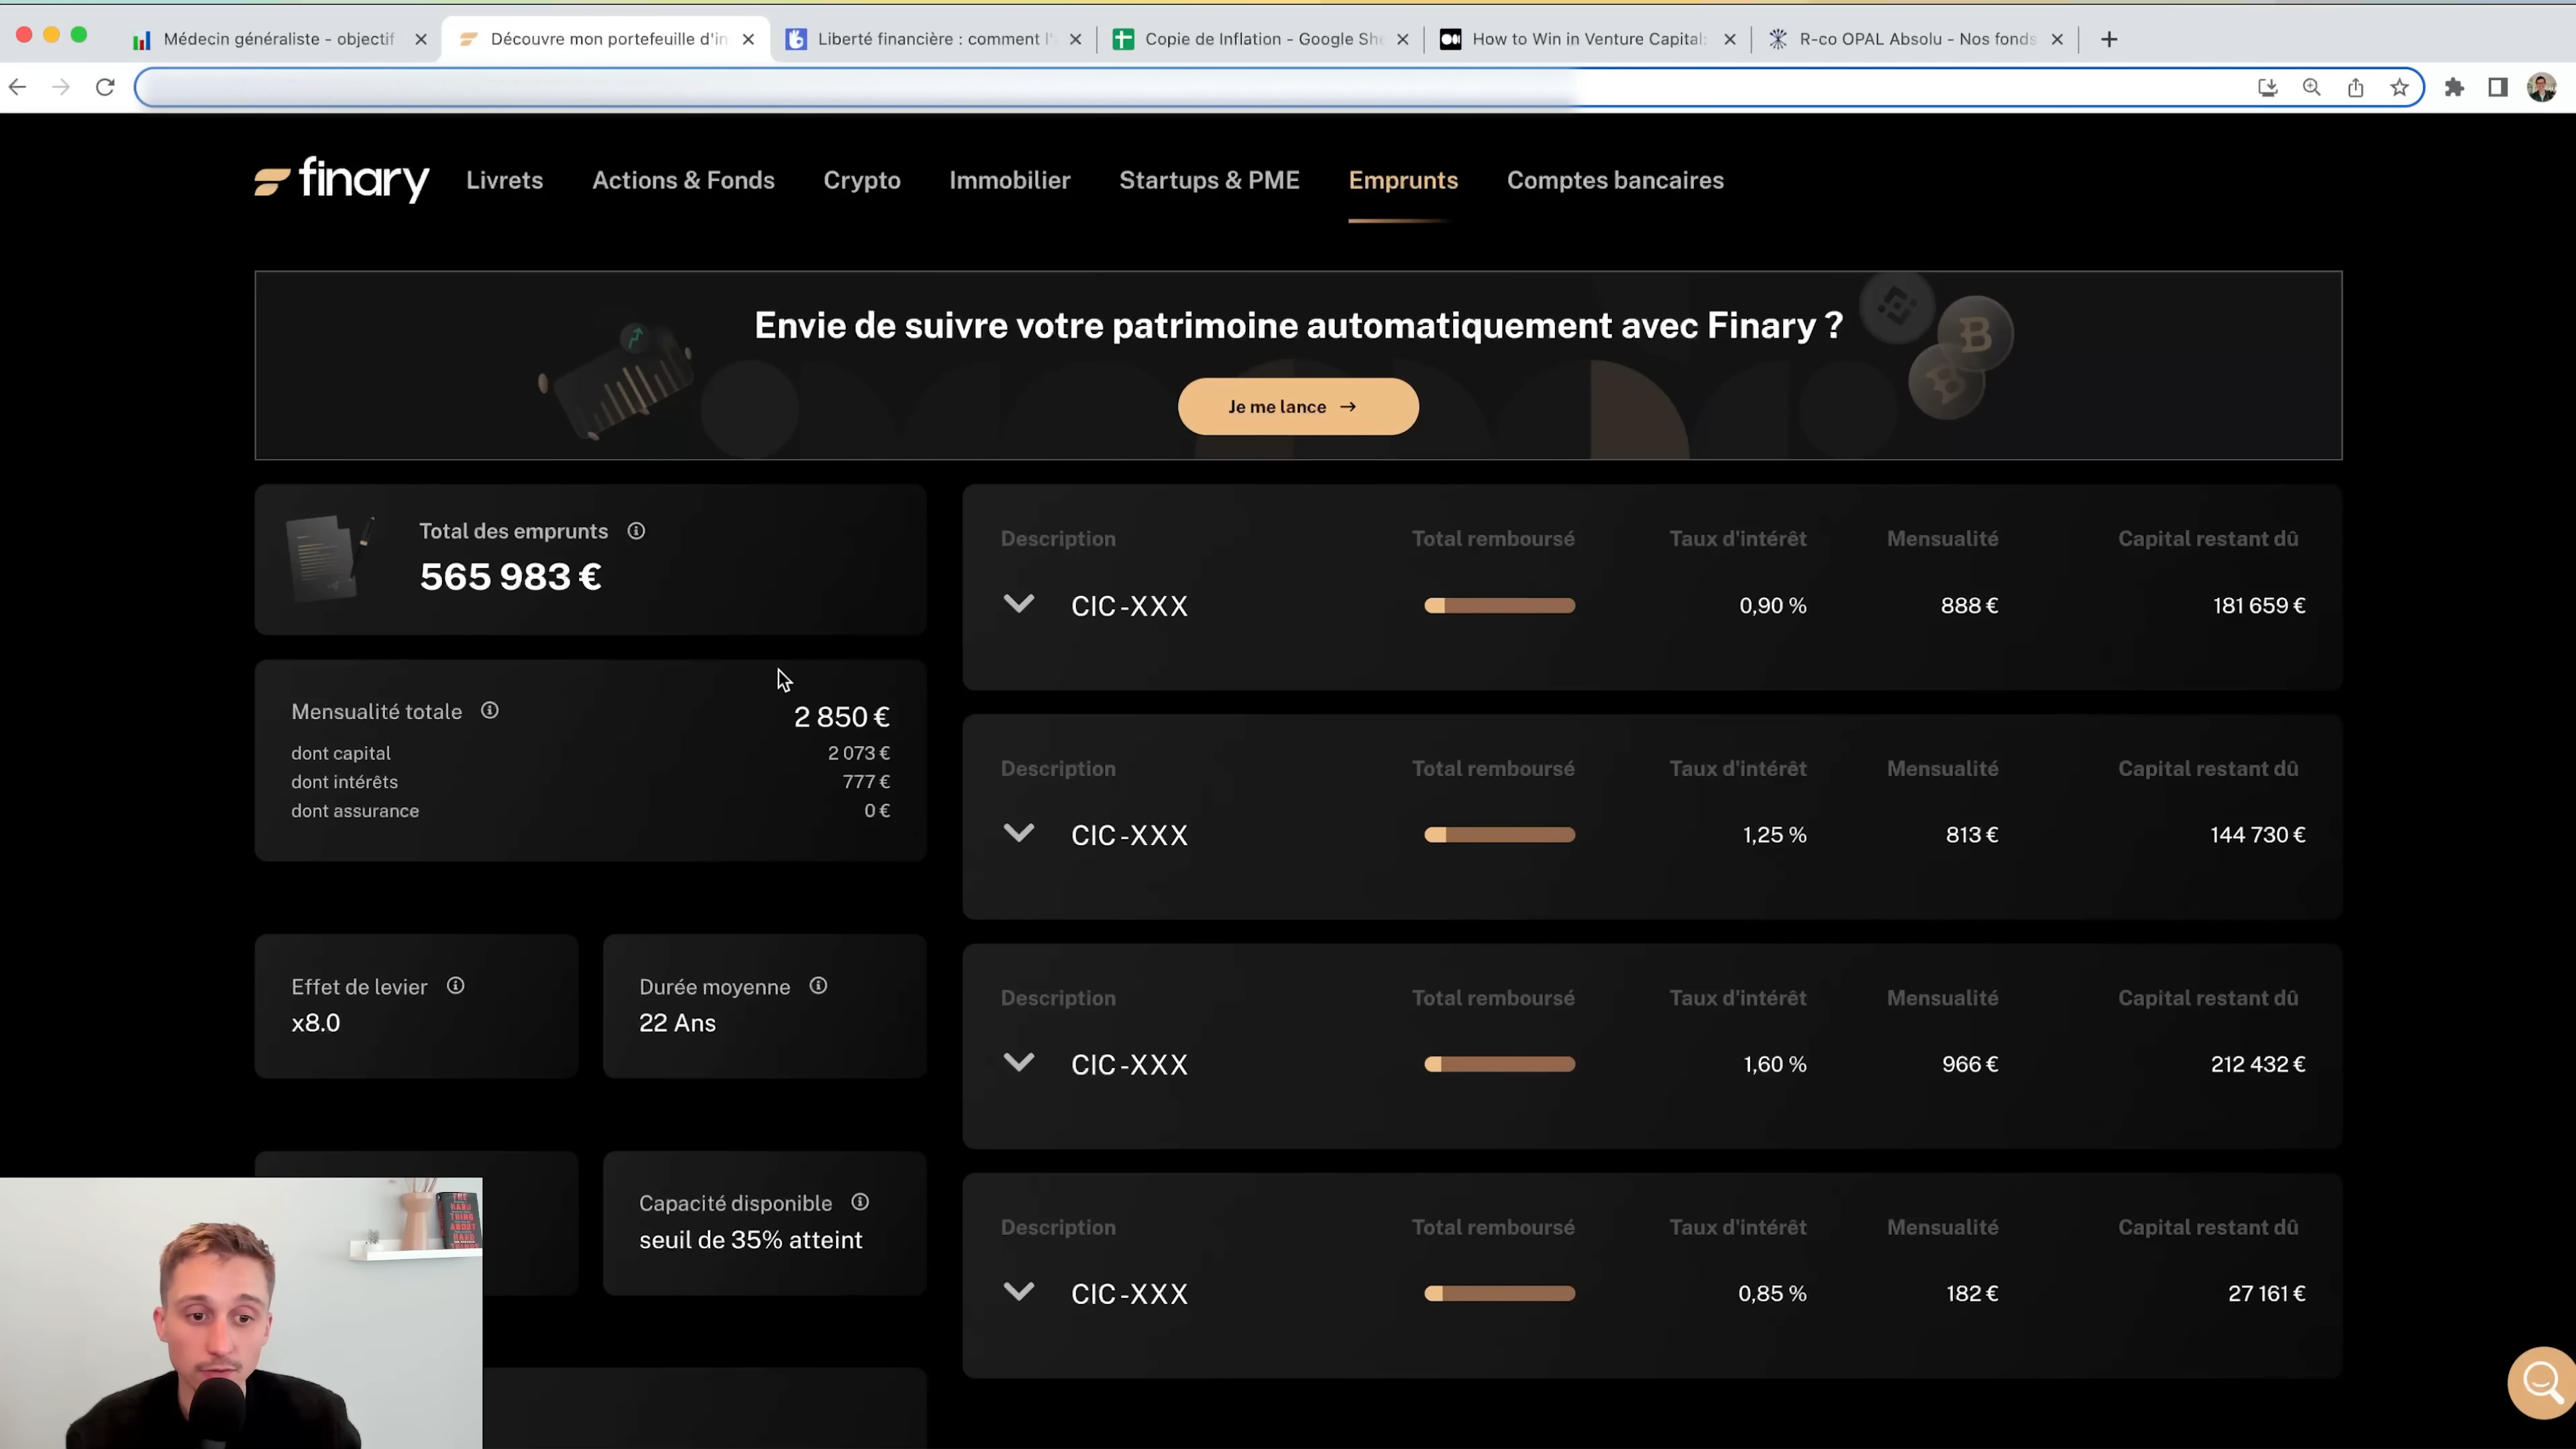 Médecin généraliste - objectif
Découvre mon portefeuille d'in
Liberté financière : comment l'
Copie de Inflation - Google She
How to Win in Venture Capital:
R-co OPAL Absolu - Nos fonds
finary
Livrets
Actions & Fonds
Crypto
Immobilier
Startups & PME
Emprunts
Comptes bancaires
Envie de suivre votre patrimoine automatiquement avec Finary ?
Je me lance →
Total des emprunts
565 983 €
Mensualité totale
2 850 €
dont capital
2 073 €
dont intérêts
777 €
dont assurance
0 €
Effet de levier
x8.0
Durée moyenne
22 Ans
Capacité disponible
seuil de 35% atteint
Description Total remboursé Taux d'intérêt Mensualité Capital restant dû
CIC -XXX 0,90 % 888 € 181 659 €
Description Total remboursé Taux d'intérêt Mensualité Capital restant dû
CIC -XXX 1,25 % 813 € 144 730 €
Description Total remboursé Taux d'intérêt Mensualité Capital restant dû
CIC -XXX 1,60 % 966 € 212 432 €
Description Total remboursé Taux d'intérêt Mensualité Capital restant dû
CIC -XXX 0,85 % 182 € 27 161 €
THE
HARD
THING
ABOUT
HARD
THINGS